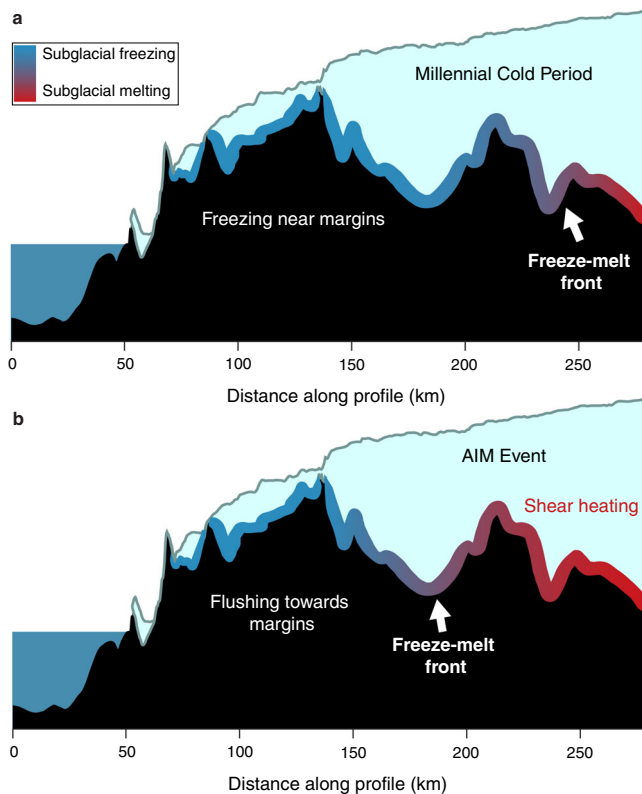 a
Subglacial freezing
Subglacial melting
Millennial Cold Period
Freezing near margins
Freeze-melt
front
0 50 100 150 200 250
Distance along profile (km)
b
AIM Event
Shear heating
Flushing towards
margins
Freeze-melt
front
0 50 100 150 200 250
Distance along profile (km)